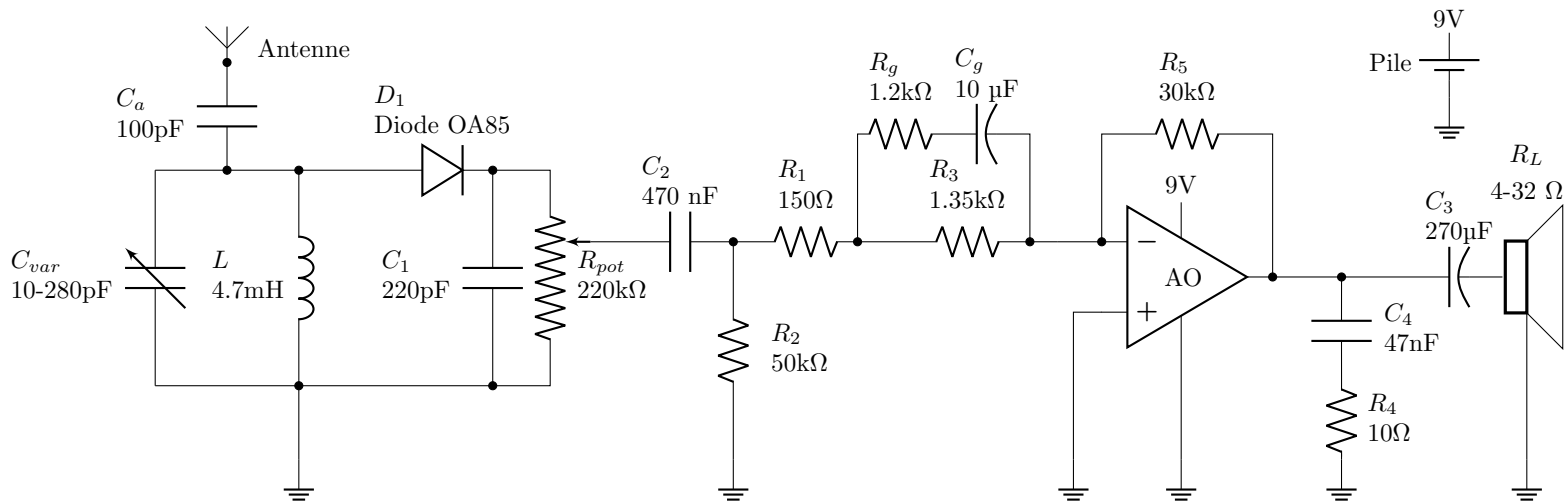 Antenne
C_a
100pF
D_1
Diode OA85
C_var
10-280pF
L
4.7mH
C_1
220pF
R_pot
220kΩ
C_2
470 nF
R_2
50kΩ
R_1
150Ω
R_g
1.2kΩ
C_g
10 µF
R_3
1.35kΩ
R_5
30kΩ
9V
−
+
AO
9V
Pile
C_4
47nF
R_4
10Ω
C_3
270µF
R_L
4-32 Ω